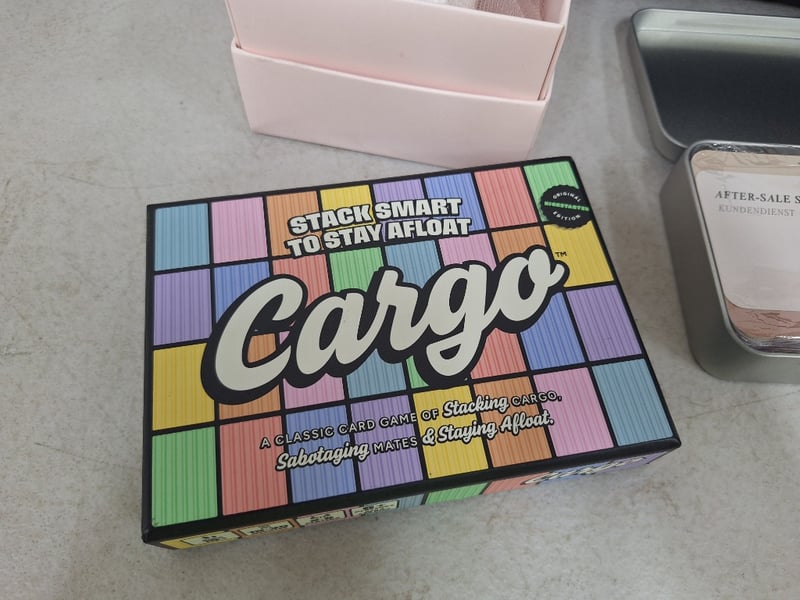 STACK SMART
TO STAY AFLOAT
ORIGINAL
KICKSTARTER
EDITION
Cargo™
A CLASSIC CARD GAME OF Stacking CARGO,
Sabotaging MATES & Staying Afloat.
Cargo
AFTER-SALE S
KUNDENDIENST